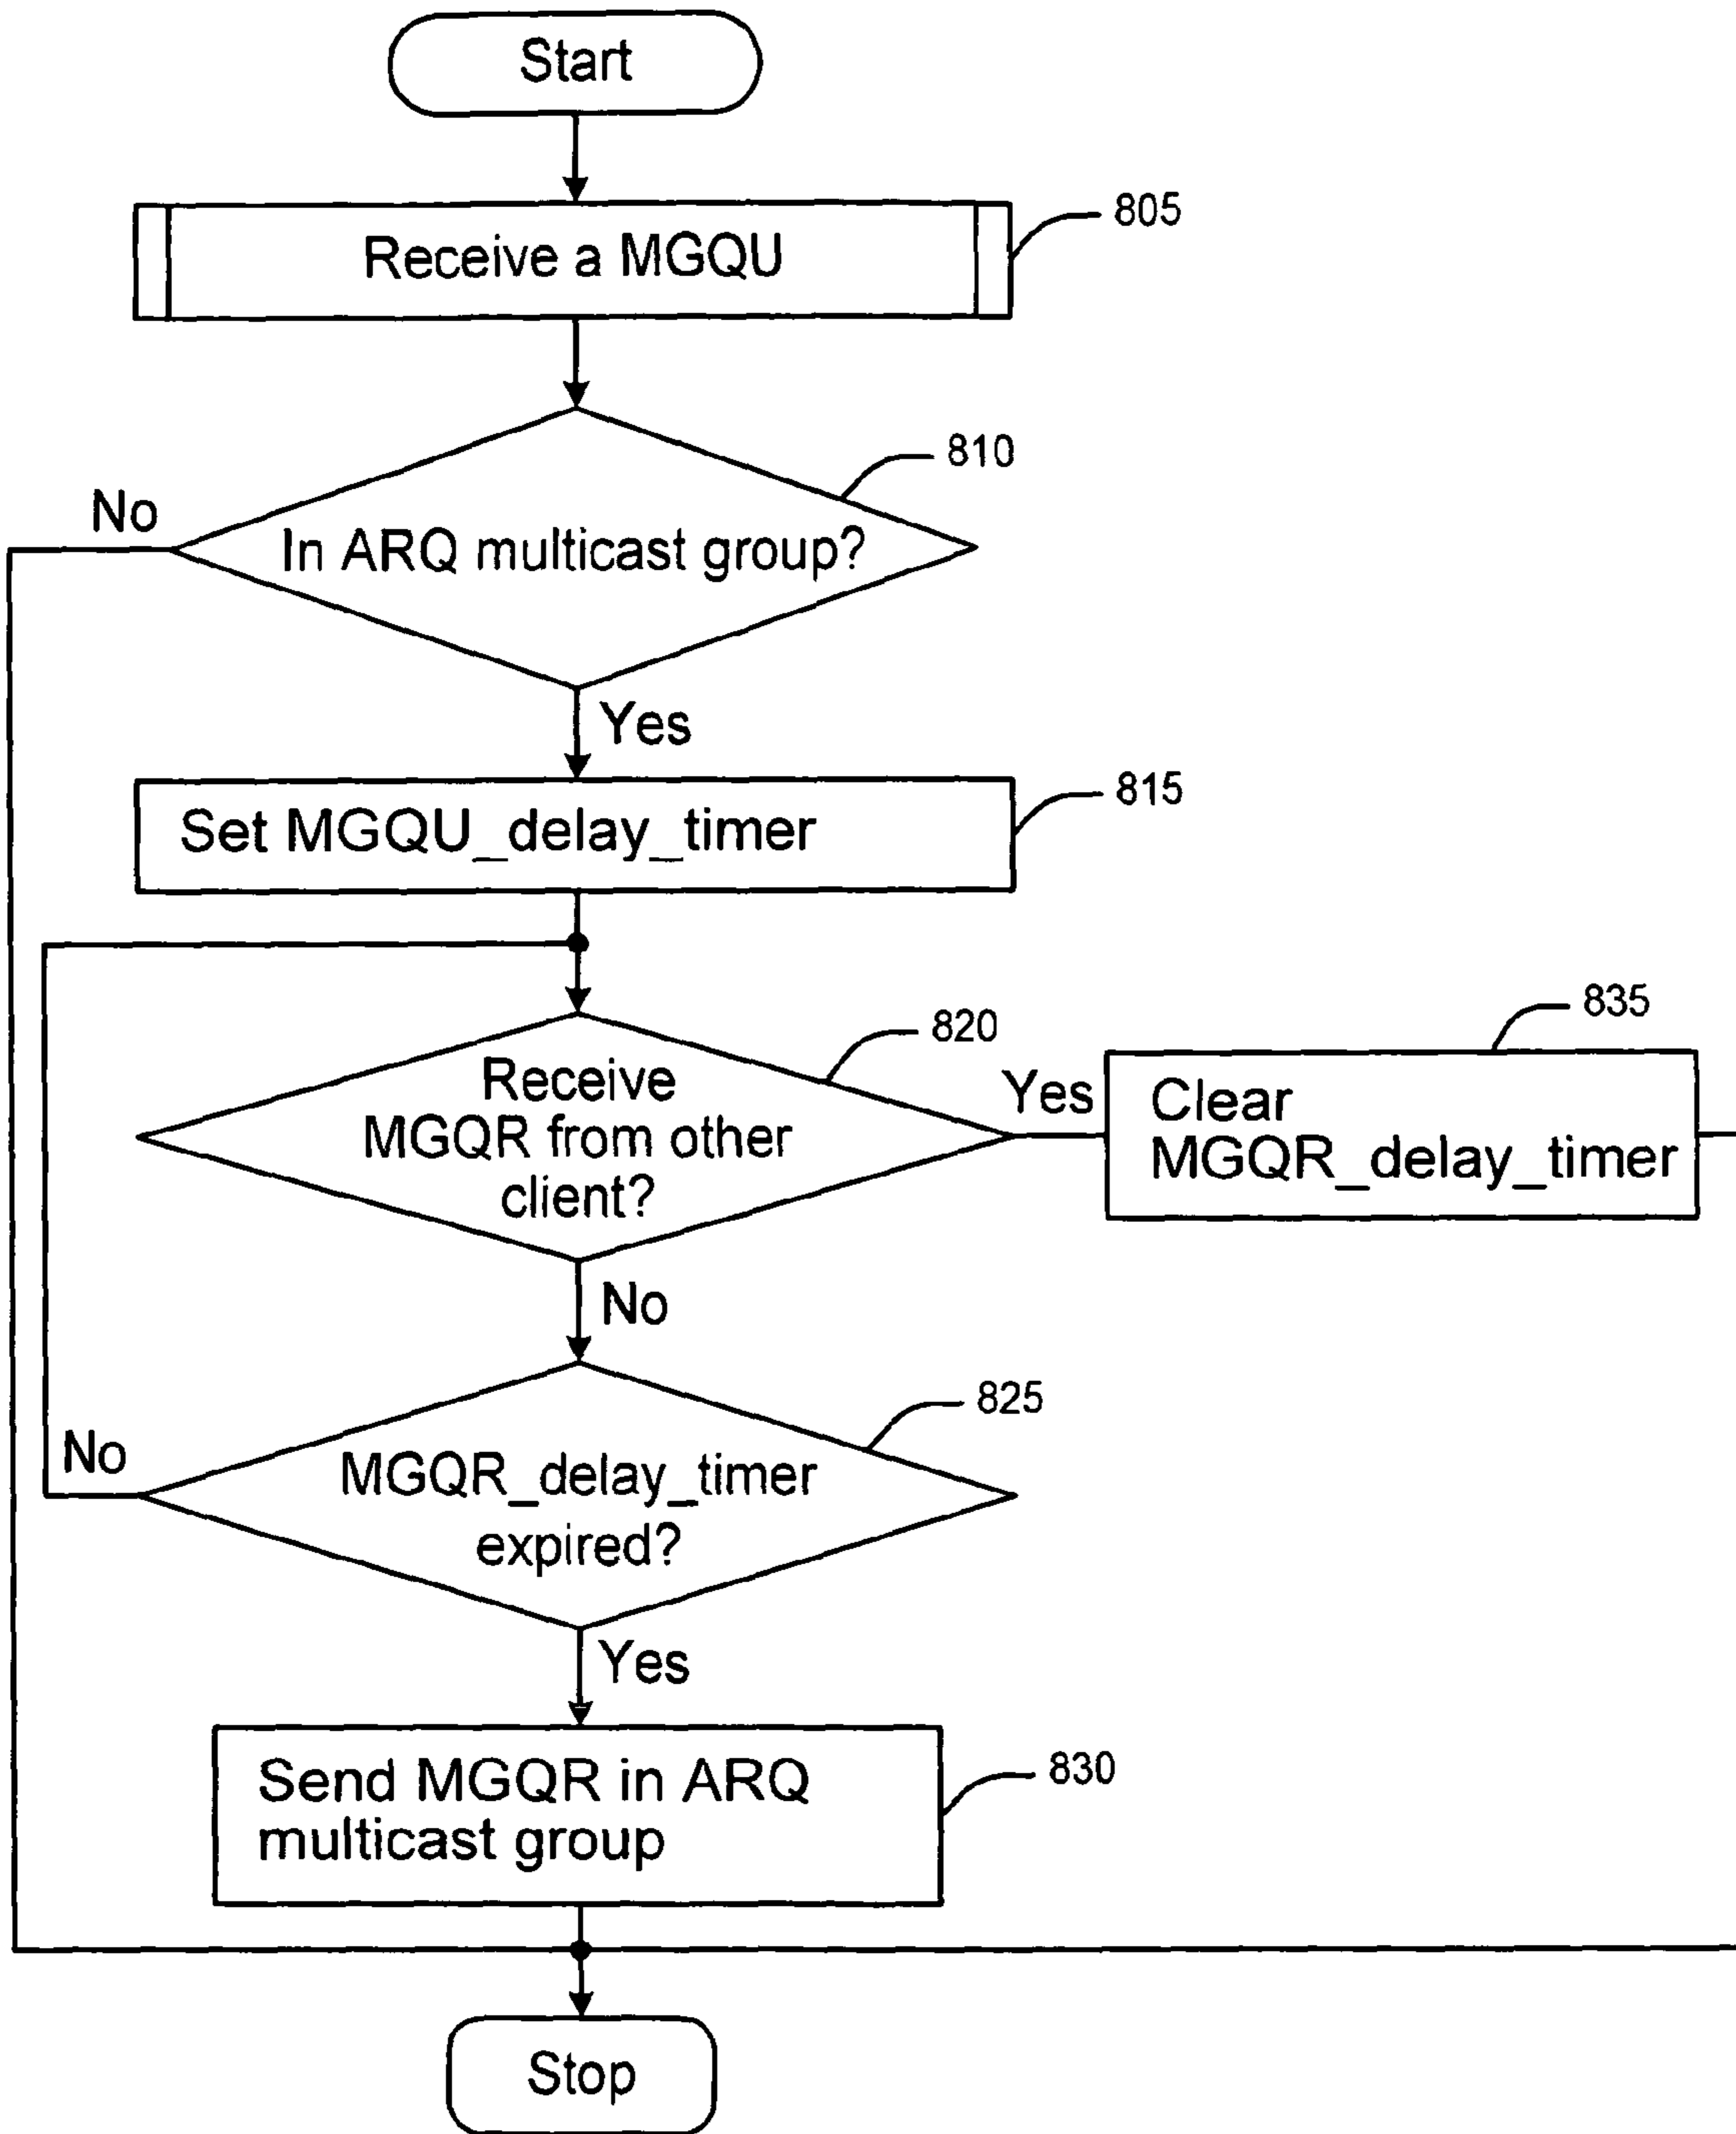 Start
805
Receive a MGQU
810
No
In ARQ multicast group?
Yes
815
Set MGQU_delay_timer
820
835
Receive
MGQR from other
client?
Yes
Clear
MGQR_delay_timer
No
825
No
MGQR_delay_timer
expired?
Yes
830
Send MGQR in ARQ
multicast group
Stop